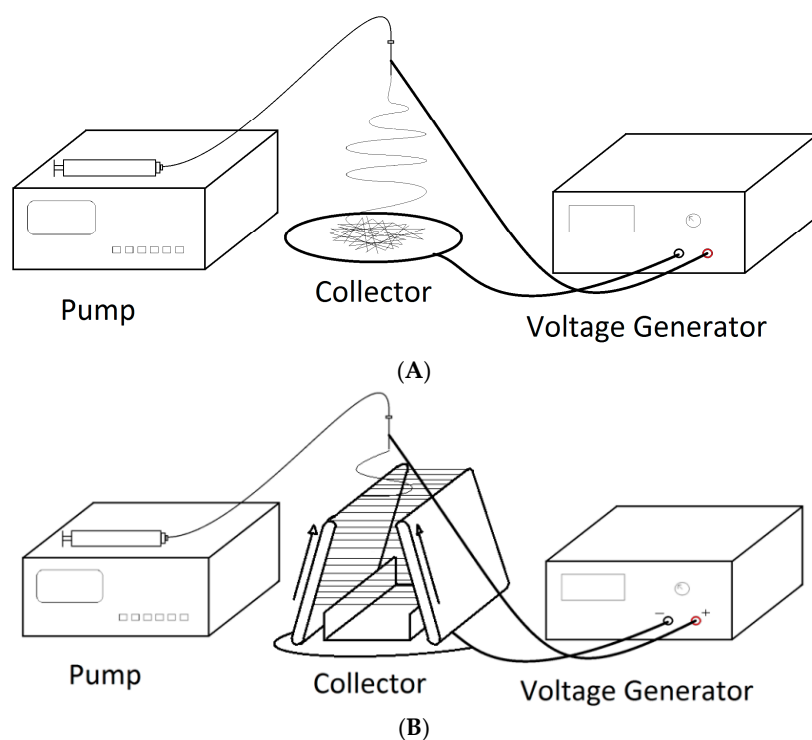 Pump
Collector
Voltage Generator
(A)
− +
Pump
Collector
Voltage Generator
(B)